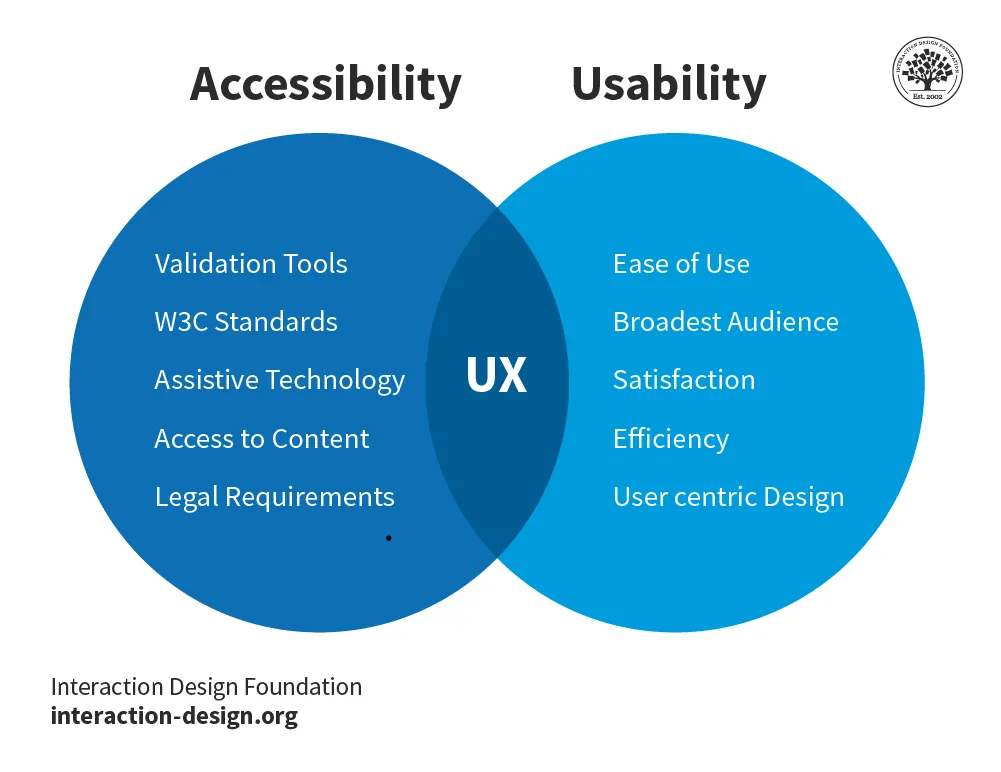 Accessibility
Usability
INTERACTION DESIGN FOUNDATION
Est. 2002
Validation Tools
W3C Standards
Assistive Technology
Access to Content
Legal Requirements
UX
Ease of Use
Broadest Audience
Satisfaction
Efficiency
User centric Design
Interaction Design Foundation
interaction-design.org